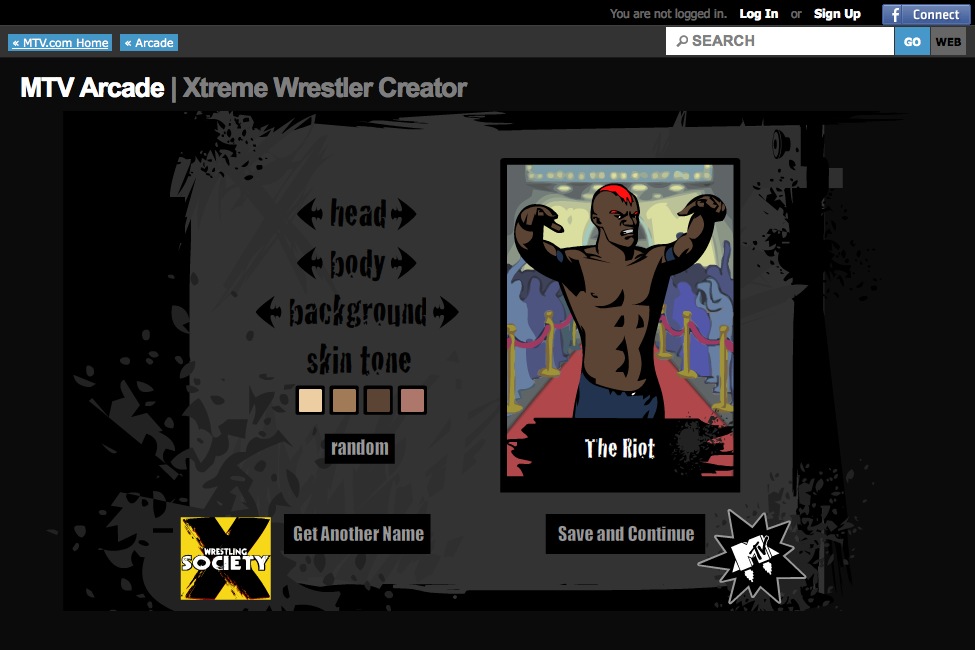 You are not logged in. Log In or Sign Up f Connect
« MTV.com Home « Arcade SEARCH GO WEB
MTV Arcade | Xtreme Wrestler Creator
head
body
background
skin tone
random
The Riot
Get Another Name
Save and Continue
WRESTLING
SOCIETY
X
MTV